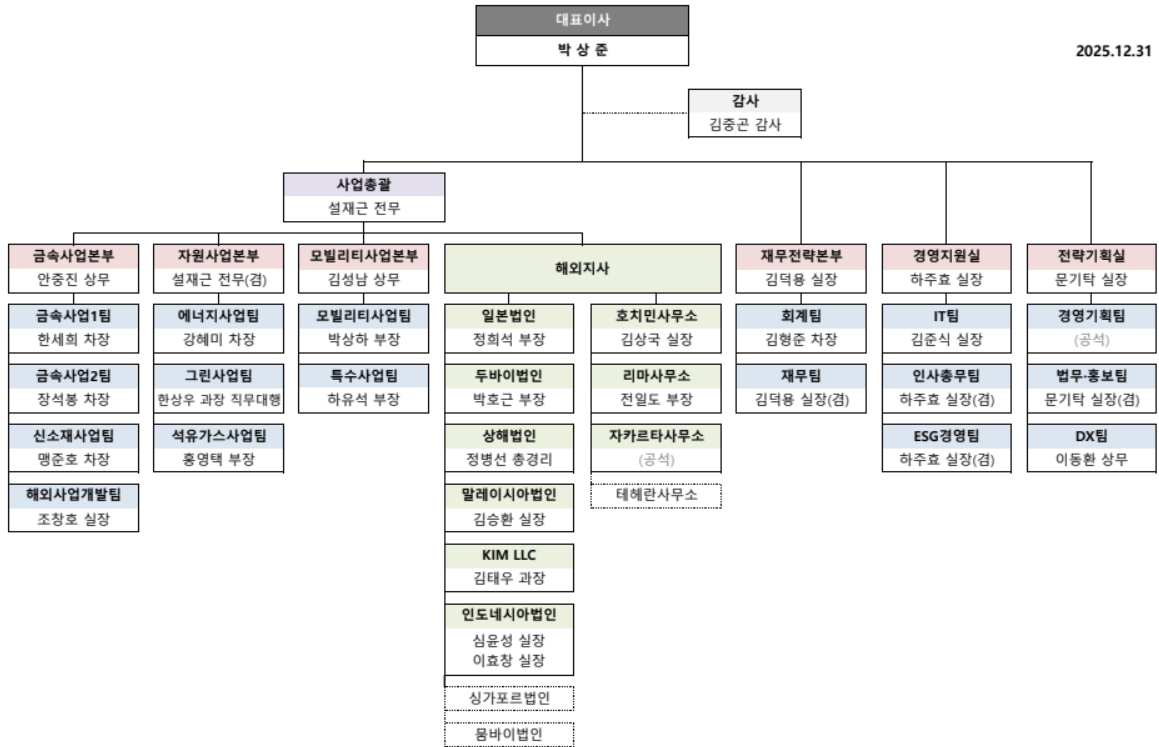 대표이사
박 상 준
2025.12.31
감사
김중곤 감사
사업총괄
설재근 전무
금속사업본부
안중진 상무
자원사업본부
설재근 전무(겸)
모빌리티사업본부
김성남 상무
해외지사
재무전략본부
김덕용 실장
경영지원실
하주효 실장
전략기획실
문기탁 실장
금속사업1팀
한세희 차장
금속사업2팀
장석봉 차장
신소재사업팀
맹준호 차장
해외사업개발팀
조창호 실장
에너지사업팀
강혜미 차장
그린사업팀
한상우 과장 직무대행
석유가스사업팀
홍영택 부장
모빌리티사업팀
박상하 부장
특수사업팀
하유석 부장
일본법인
정희석 부장
두바이법인
박호근 부장
상해법인
정병선 총경리
말레이시아법인
김승환 실장
KIM LLC
김태우 과장
인도네시아법인
심윤성 실장
이효창 실장
싱가포르법인
뭄바이법인
호치민사무소
김상국 실장
리마사무소
전일도 부장
자카르타사무소
(공석)
테헤란사무소
회계팀
김형준 차장
재무팀
김덕용 실장(겸)
IT팀
김준식 실장
인사총무팀
하주효 실장(겸)
ESG경영팀
하주효 실장(겸)
경영기획팀
(공석)
법무·홍보팀
문기탁 실장(겸)
DX팀
이동환 상무